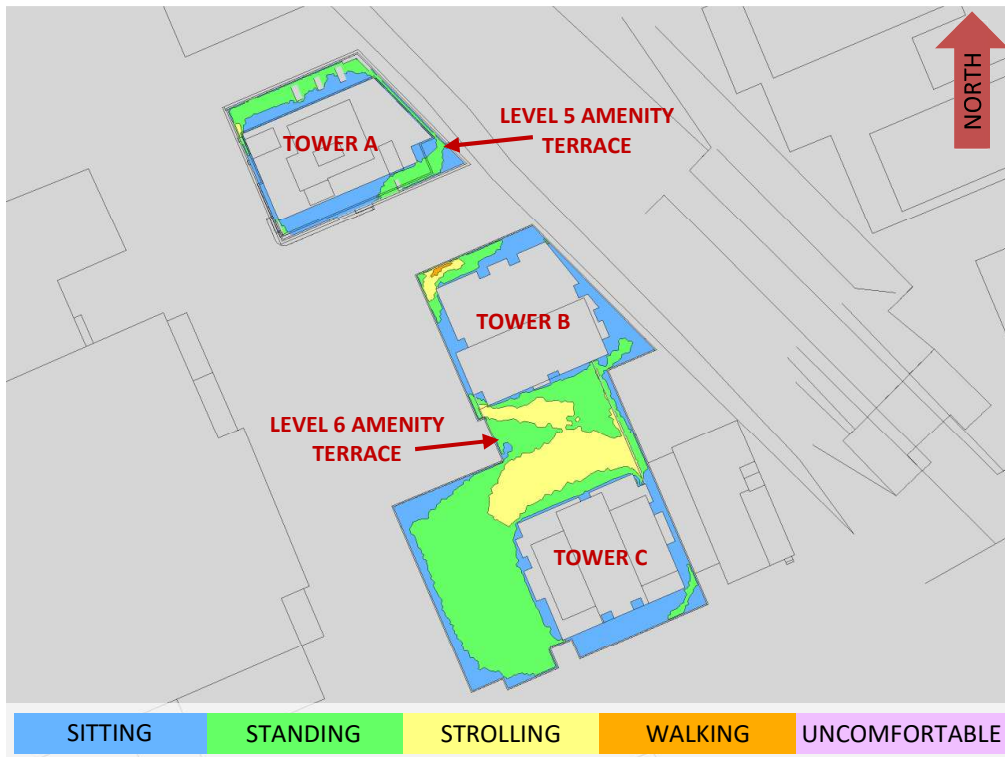 NORTH
LEVEL 5 AMENITY
TERRACE
TOWER A
TOWER B
LEVEL 6 AMENITY
TERRACE
TOWER C
SITTING
STANDING
STROLLING
WALKING
UNCOMFORTABLE